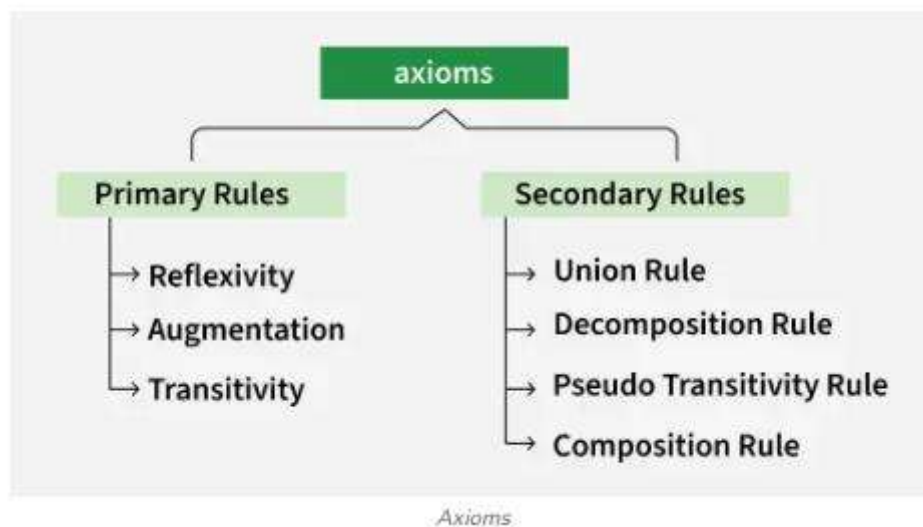 axioms
Primary Rules
Reflexivity
Augmentation
Transitivity
Secondary Rules
Union Rule
Decomposition Rule
Pseudo Transitivity Rule
Composition Rule
Axioms